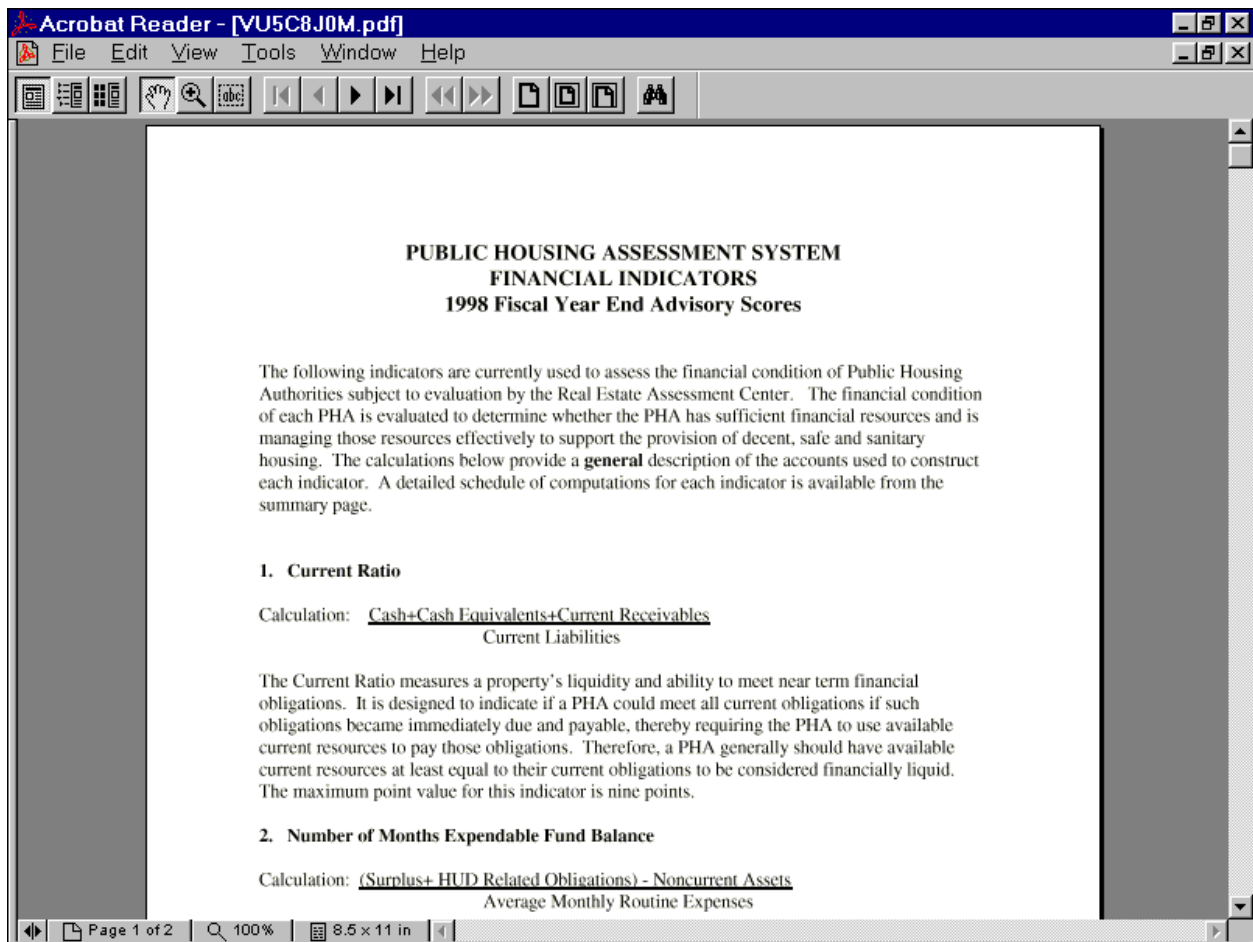 Acrobat Reader - [VU5C8J0M.pdf]
File Edit View Tools Window Help
abc
PUBLIC HOUSING ASSESSMENT SYSTEM
FINANCIAL INDICATORS
1998 Fiscal Year End Advisory Scores
The following indicators are currently used to assess the financial condition of Public Housing
Authorities subject to evaluation by the Real Estate Assessment Center. The financial condition
of each PHA is evaluated to determine whether the PHA has sufficient financial resources and is
managing those resources effectively to support the provision of decent, safe and sanitary
housing. The calculations below provide a general description of the accounts used to construct
each indicator. A detailed schedule of computations for each indicator is available from the
summary page.
1. Current Ratio
Calculation: Cash+Cash Equivalents+Current Receivables
Current Liabilities
The Current Ratio measures a property's liquidity and ability to meet near term financial
obligations. It is designed to indicate if a PHA could meet all current obligations if such
obligations became immediately due and payable, thereby requiring the PHA to use available
current resources to pay those obligations. Therefore, a PHA generally should have available
current resources at least equal to their current obligations to be considered financially liquid.
The maximum point value for this indicator is nine points.
2. Number of Months Expendable Fund Balance
Calculation: (Surplus+ HUD Related Obligations) - Noncurrent Assets
Average Monthly Routine Expenses
Page 1 of 2 100% 8.5 x 11 in